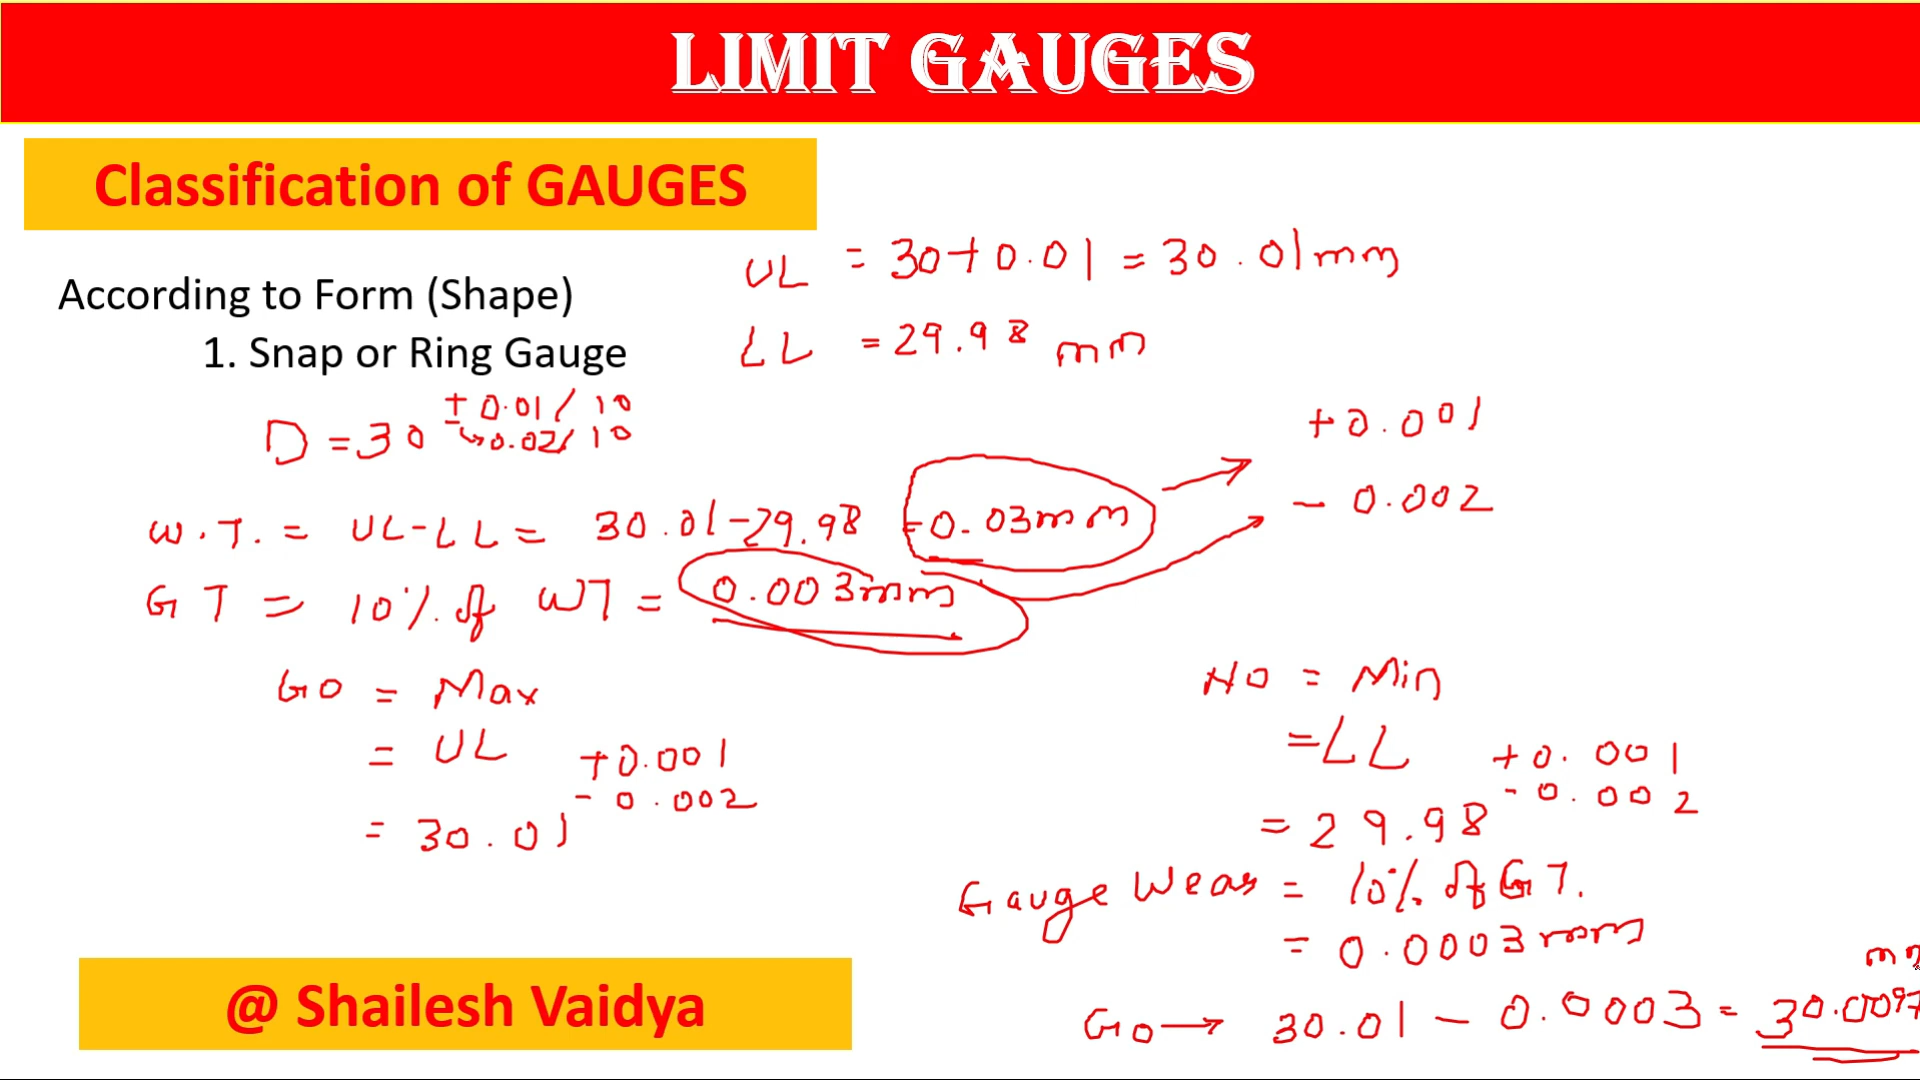 LIMIT GAUGES
Classification of GAUGES
According to Form (Shape)
1. Snap or Ring Gauge
UL = 30+0.01 = 30.01mm
LL = 29.98 mm
D = 30 +0.01/10
-0.02/10
+0.001
-0.002
W.T. = UL-LL = 30.01-29.98 =0.03mm
GT = 10% of WT = 0.003mm
GO = Max
= UL
= 30.01 +0.001
-0.002
NO = Min
=LL
= 29.98 +0.001
-0.002
Gauge Wear = 10% of GT.
= 0.0003mm
GO→ 30.01 - 0.0003 = 30.0097
@ Shailesh Vaidya